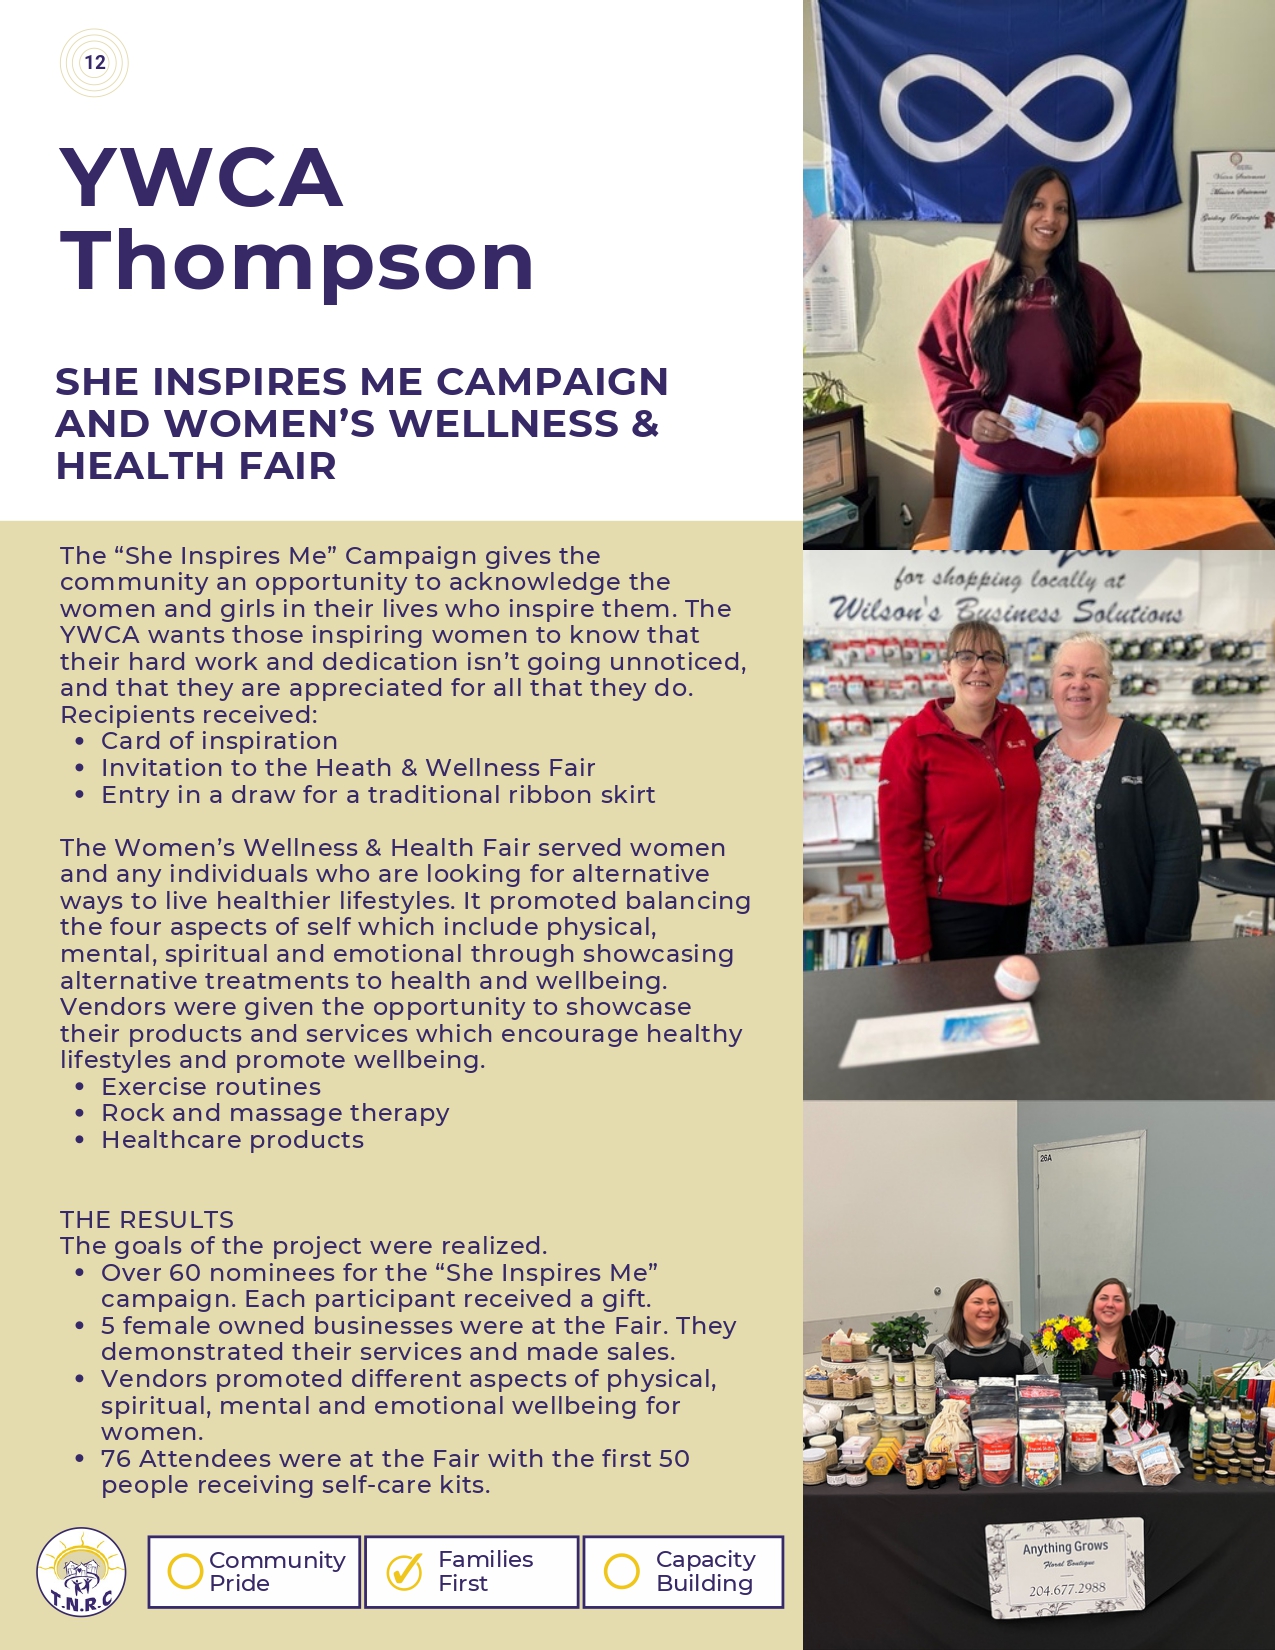 12
YWCA
Thompson
SHE INSPIRES ME CAMPAIGN
AND WOMEN’S WELLNESS &
HEALTH FAIR
The “She Inspires Me” Campaign gives the
community an opportunity to acknowledge the
women and girls in their lives who inspire them. The
YWCA wants those inspiring women to know that
their hard work and dedication isn’t going unnoticed,
and that they are appreciated for all that they do.
Recipients received:
• Card of inspiration
• Invitation to the Heath & Wellness Fair
• Entry in a draw for a traditional ribbon skirt
The Women’s Wellness & Health Fair served women
and any individuals who are looking for alternative
ways to live healthier lifestyles. It promoted balancing
the four aspects of self which include physical,
mental, spiritual and emotional through showcasing
alternative treatments to health and wellbeing.
Vendors were given the opportunity to showcase
their products and services which encourage healthy
lifestyles and promote wellbeing.
• Exercise routines
• Rock and massage therapy
• Healthcare products
THE RESULTS
The goals of the project were realized.
• Over 60 nominees for the “She Inspires Me”
campaign. Each participant received a gift.
• 5 female owned businesses were at the Fair. They
demonstrated their services and made sales.
• Vendors promoted different aspects of physical,
spiritual, mental and emotional wellbeing for
women.
• 76 Attendees were at the Fair with the first 50
people receiving self-care kits.
T.N.R.C
Community
Pride
Families
First
Capacity
Building
Vision Statement
Mission Statement
Guiding Principles
Thank You
for shopping locally at
Wilson's Business Solutions
26A
Anything Grows
Floral Boutique
204.677.2988